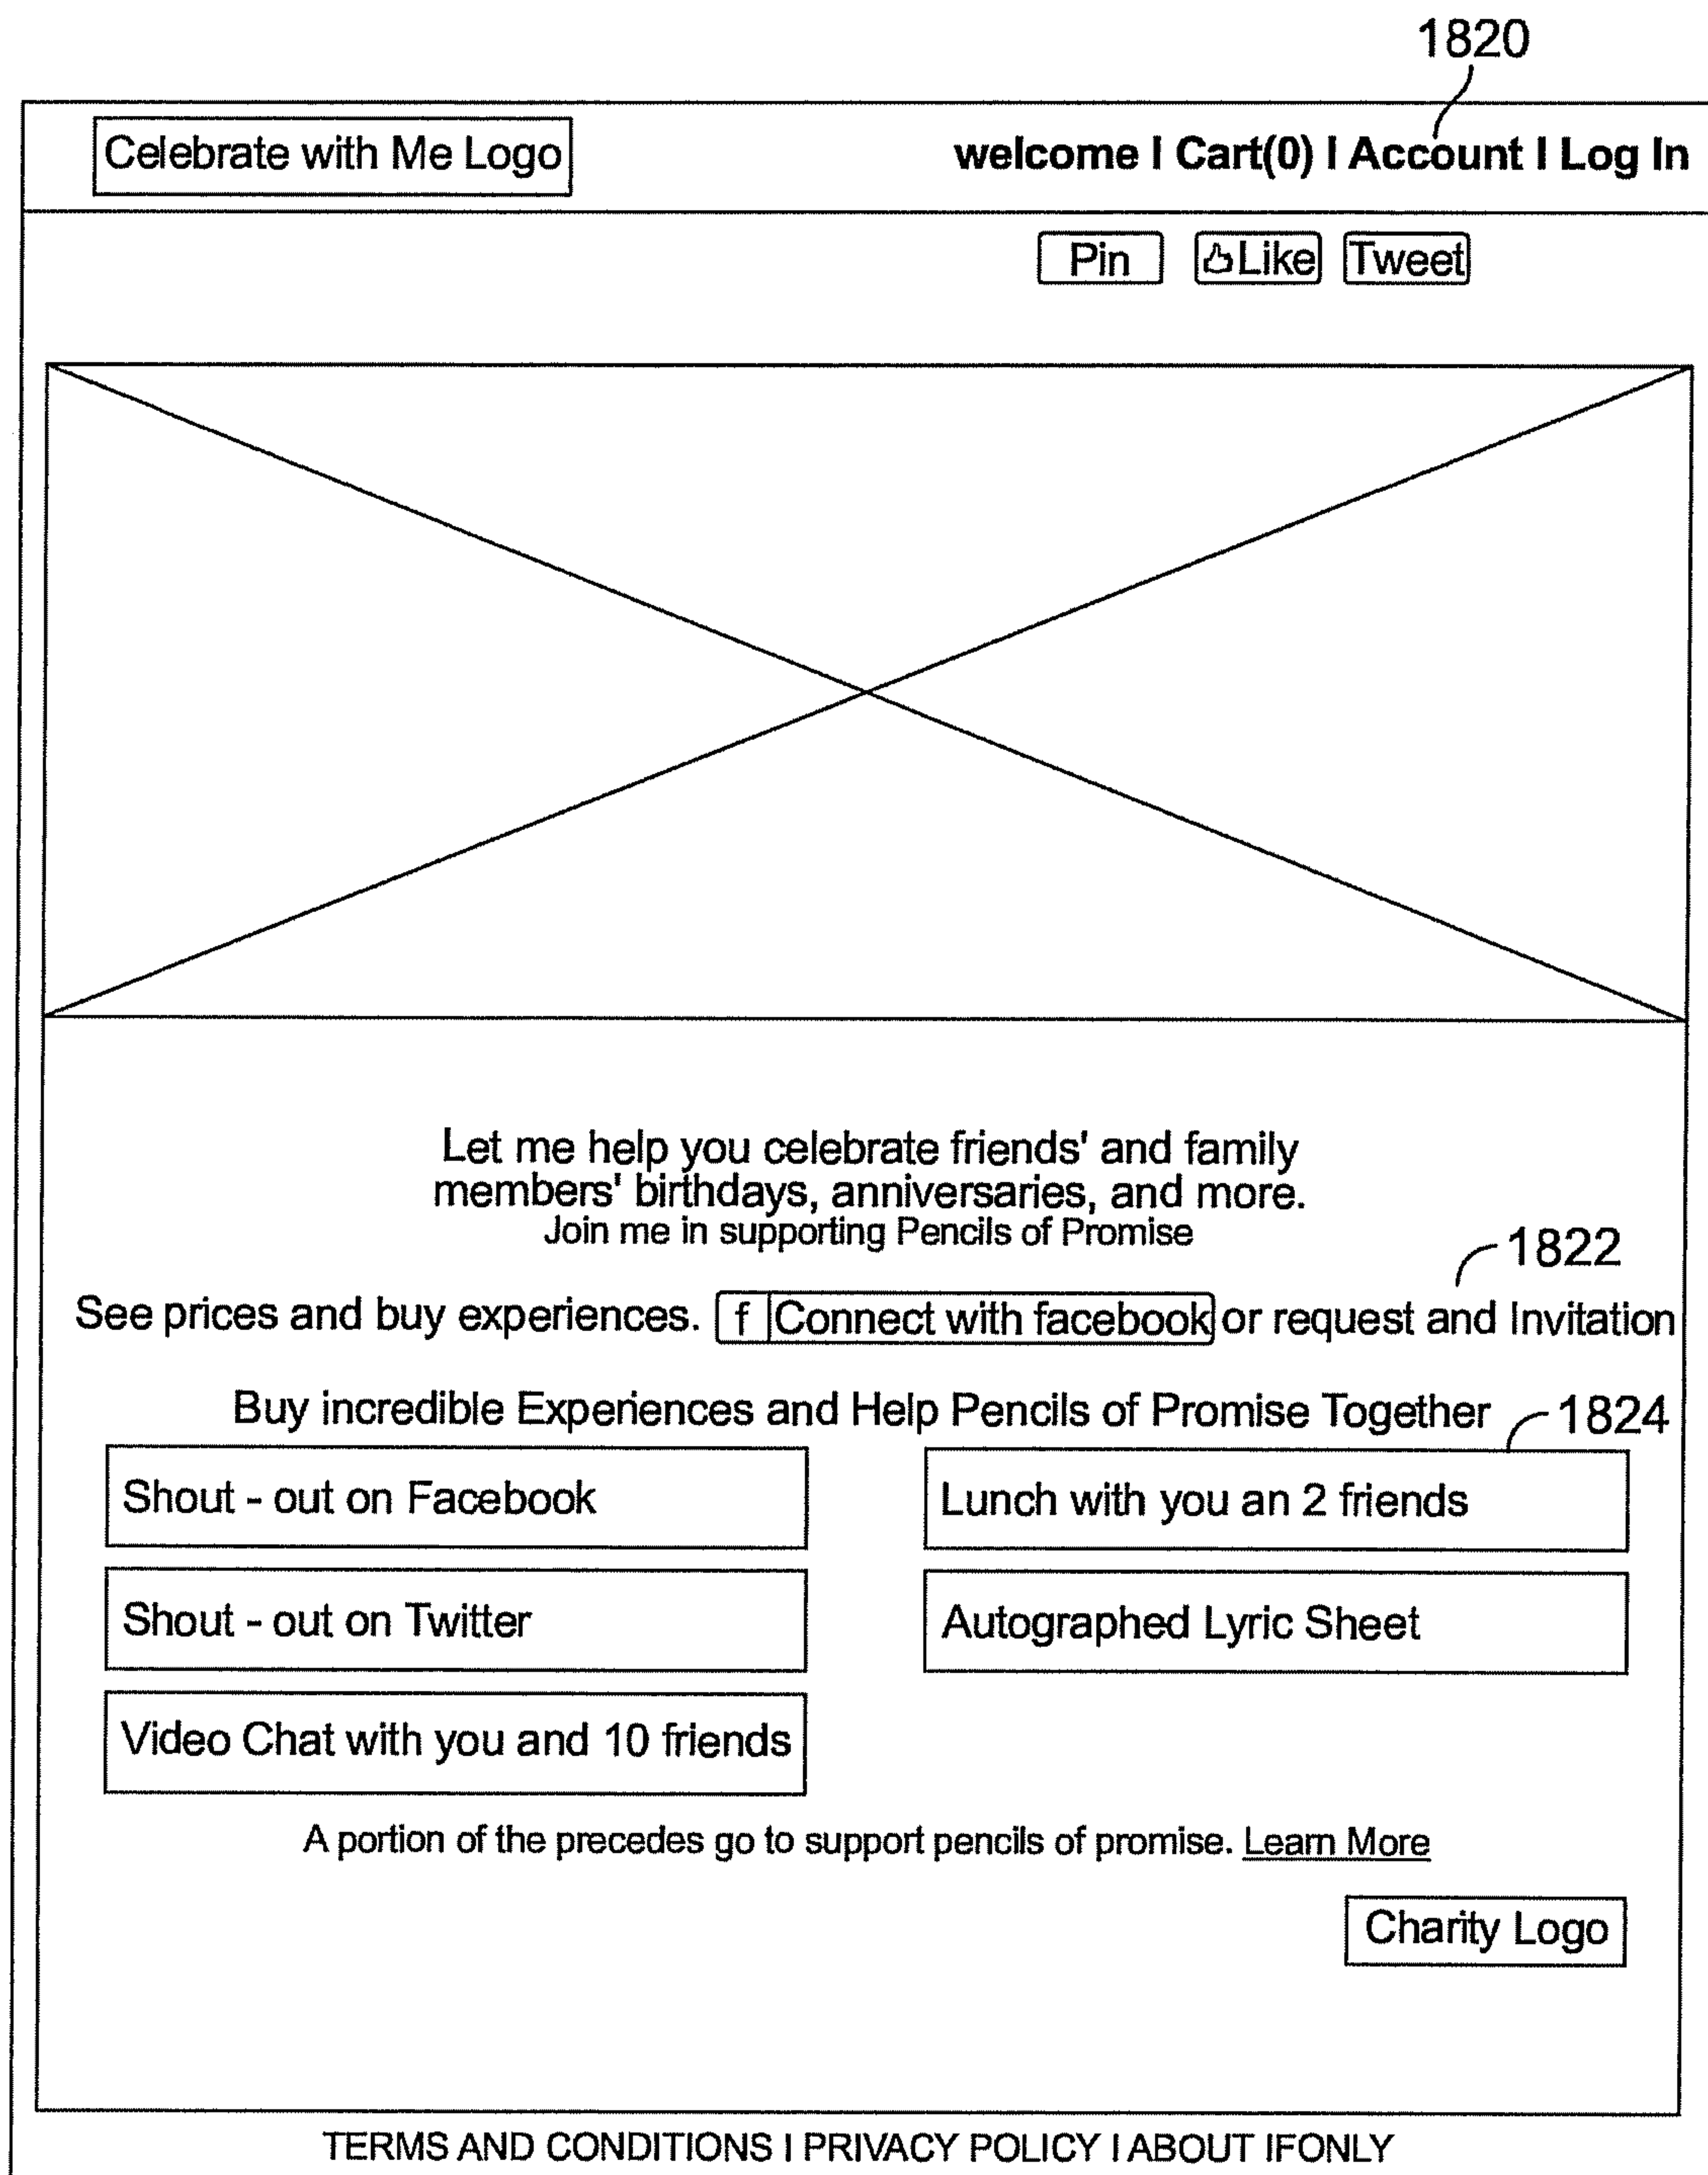 1820
Celebrate with Me Logo
welcome | Cart(0) | Account | Log In
Pin Like Tweet
Let me help you celebrate friends' and family
members' birthdays, anniversaries, and more.
Join me in supporting Pencils of Promise
1822
See prices and buy experiences. f Connect with facebook or request and Invitation
Buy incredible Experiences and Help Pencils of Promise Together
1824
Shout - out on Facebook
Lunch with you an 2 friends
Shout - out on Twitter
Autographed Lyric Sheet
Video Chat with you and 10 friends
A portion of the precedes go to support pencils of promise. Learn More
Charity Logo
TERMS AND CONDITIONS | PRIVACY POLICY | ABOUT IFONLY